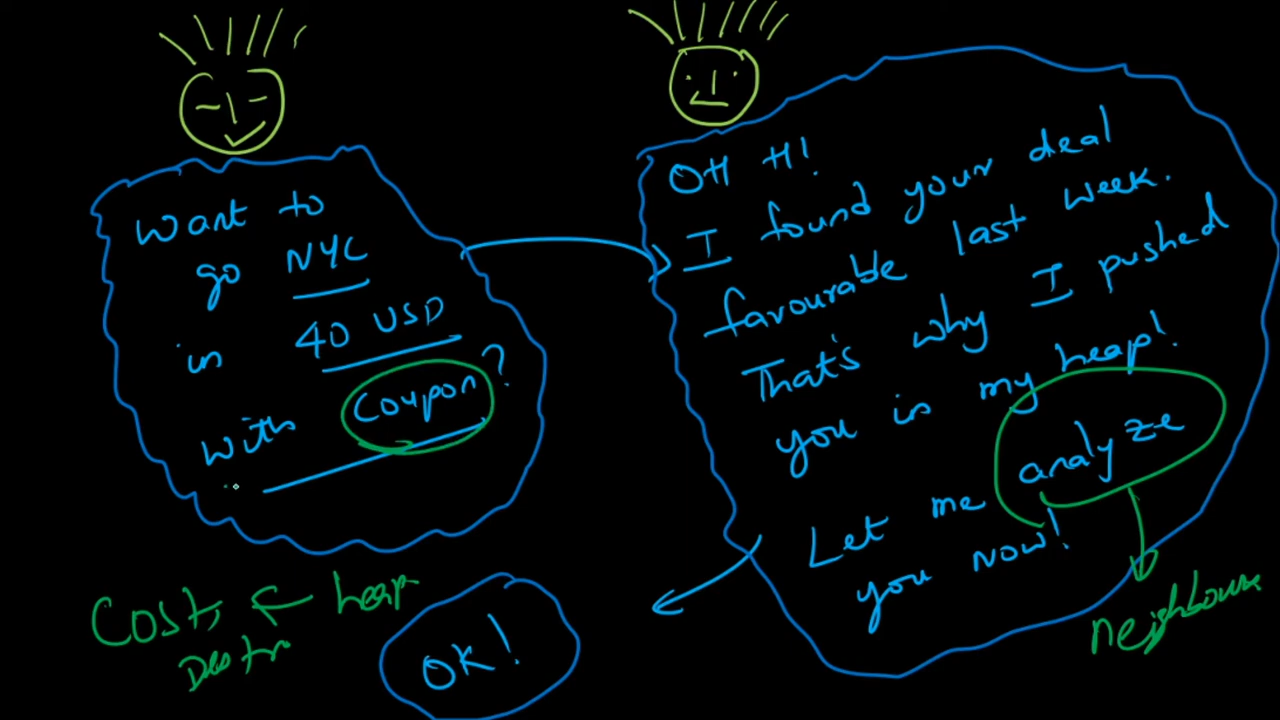 Want to
go NYC
in 40 USD
with Coupon?
OH H!
I found your deal
favourable last week.
That's why I pushed
you in my heap!
Let me analyze
you now!
OK!
Cost, ← heap
neighbour